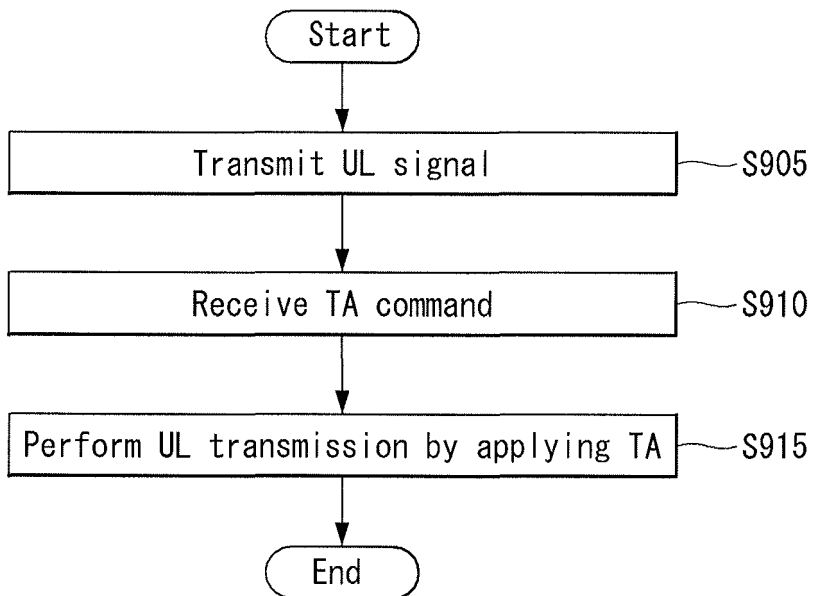 Start
Transmit UL signal
S905
Receive TA command
S910
Perform UL transmission by applying TA
S915
End